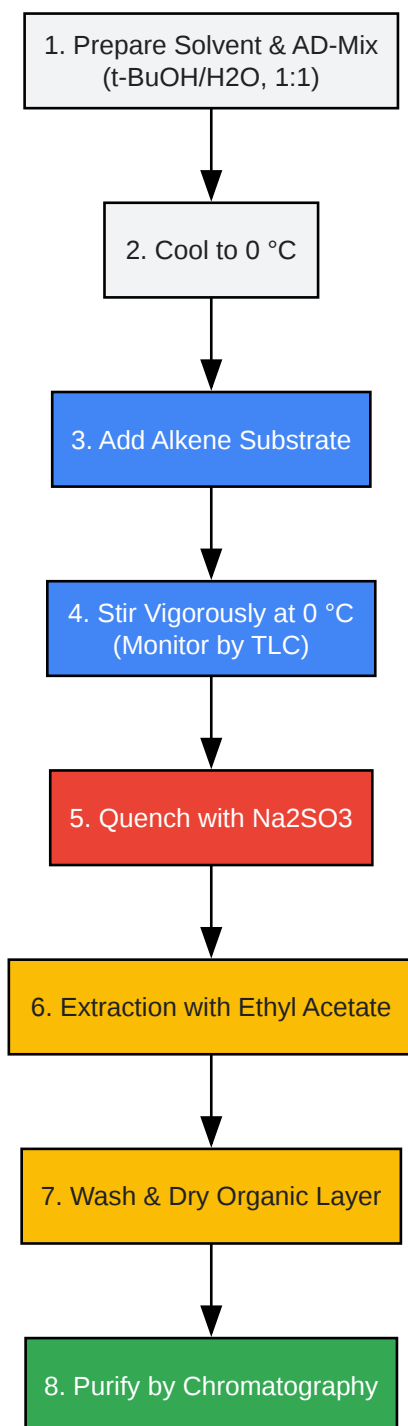 1. Prepare Solvent & AD-Mix
(t-BuOH/H2O, 1:1)
2. Cool to 0 °C
3. Add Alkene Substrate
4. Stir Vigorously at 0 °C
(Monitor by TLC)
5. Quench with Na2SO3
6. Extraction with Ethyl Acetate
7. Wash & Dry Organic Layer
8. Purify by Chromatography